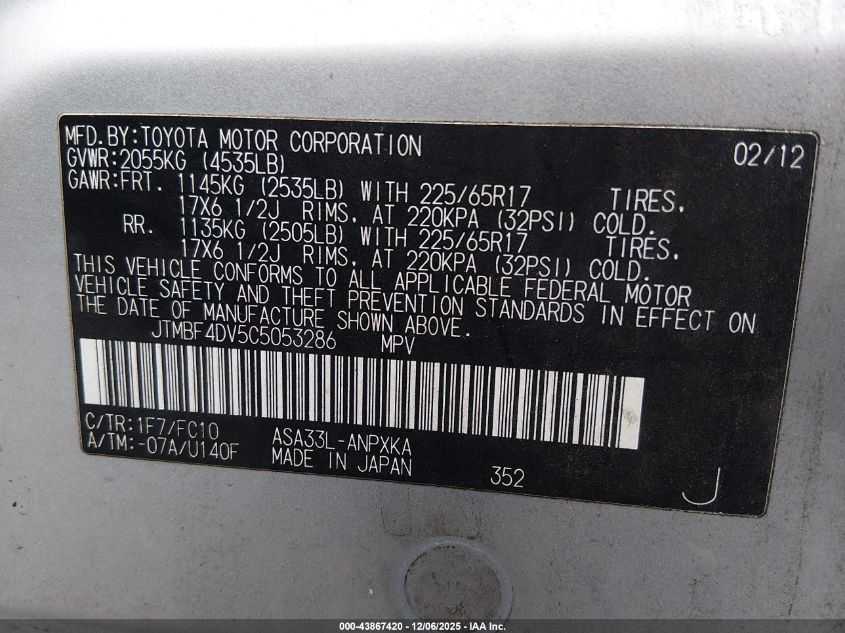 MFD.BY:TOYOTA MOTOR CORPORATION 02/12
GVWR:2055KG (4535LB)
GAWR:FRT. 1145KG (2535LB) WITH 225/65R17 TIRES.
17X6 1/2J RIMS. AT 220KPA (32PSI) COLD.
RR. 1135KG (2505LB) WITH 225/65R17 TIRES.
17X6 1/2J RIMS. AT 220KPA (32PSI) COLD.
THIS VEHICLE CONFORMS TO ALL APPLICABLE FEDERAL MOTOR
VEHICLE SAFETY AND THEFT PREVENTION STANDARDS IN EFFECT ON
THE DATE OF MANUFACTURE SHOWN ABOVE.
JTMBF4DV5C5053286 MPV
C/TR:1F7/FC10 ASA33L-ANPXKA
A/TM:-07A/U140F MADE IN JAPAN 352 J
000-43867420 - 12/06/2025 - IAA Inc.